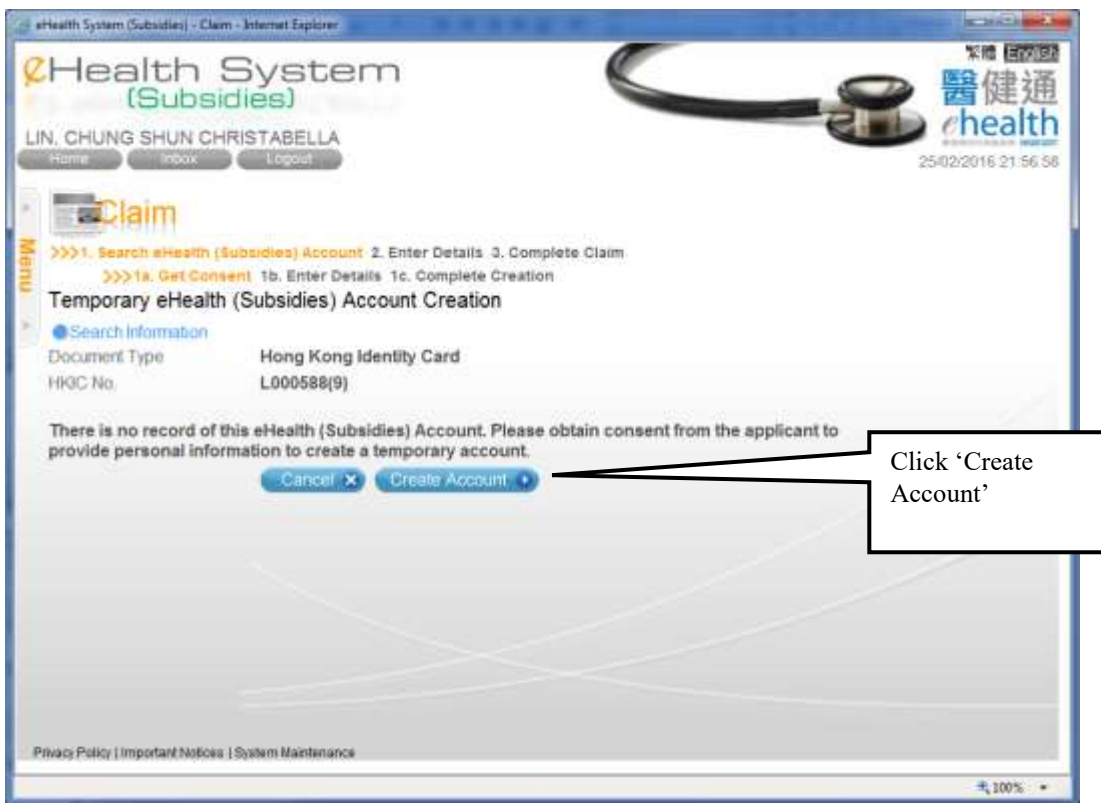 eHealth System (Subsidies) - Claim - Internet Explorer
繁體 English
eHealth System
(Subsidies)
醫健通
ehealth
LIN, CHUNG SHUN CHRISTABELLA
Home Inbox Logout
25/02/2016 21:56:58
Claim
Menu
>>>1. Search eHealth (Subsidies) Account 2. Enter Details 3. Complete Claim
>>>1a. Get Consent 1b. Enter Details 1c. Complete Creation
Temporary eHealth (Subsidies) Account Creation
Search Information
Document Type Hong Kong Identity Card
HKIC No. L000588(9)
There is no record of this eHealth (Subsidies) Account. Please obtain consent from the applicant to
provide personal information to create a temporary account.
Cancel Create Account
Click ‘Create
Account’
Privacy Policy | Important Notices | System Maintenance
100%